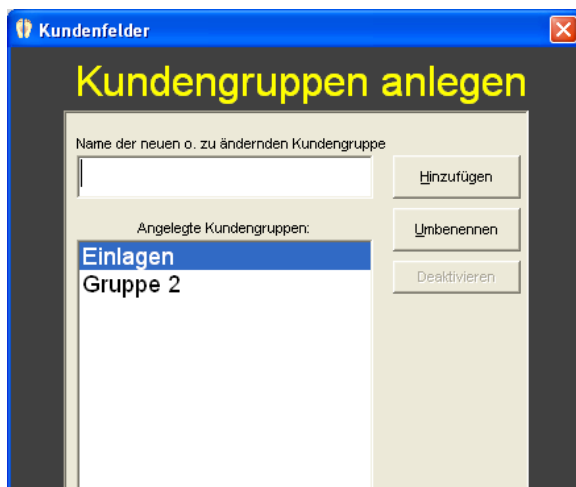 Kundenfelder
Kundengruppen anlegen
Name der neuen o. zu ändernden Kundengruppe
Hinzufügen
Angelegte Kundengruppen:
Umbenennen
Einlagen
Deaktivieren
Gruppe 2